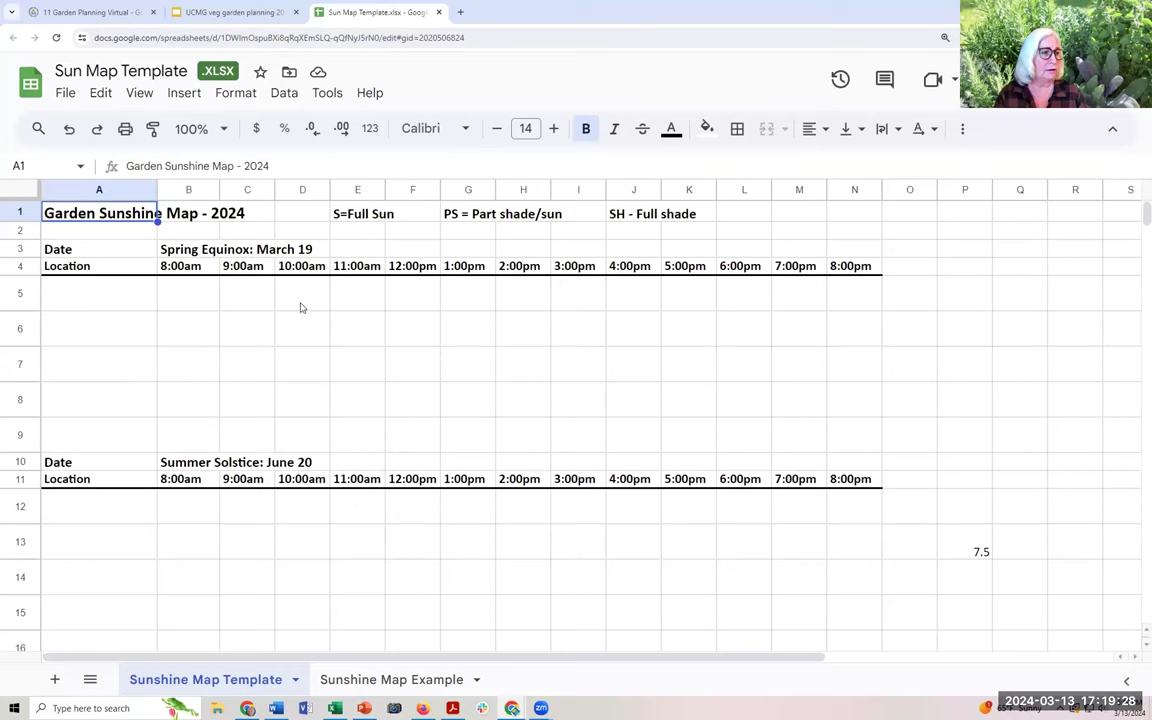 11 Garden Planning Virtual - G
UCMG veg garden planning 20
Sun Map Template.xlsx - Googl
docs.google.com/spreadsheets/d/1DWImOspuBXi8qRqXEmSLQ-qQfNyJ5rN0/edit#gid=2020506824
Sun Map Template .XLSX
File Edit View Insert Format Data Tools Help
100% $ % .0 .00 123 Calibri 14 B I A
A1 fx Garden Sunshine Map - 2024
A B C D E F G H I J K L M N O P Q R S
1 Garden Sunshine Map - 2024 S=Full Sun PS = Part shade/sun SH - Full shade
2
3 Date Spring Equinox: March 19
4 Location 8:00am 9:00am 10:00am 11:00am 12:00pm 1:00pm 2:00pm 3:00pm 4:00pm 5:00pm 6:00pm 7:00pm 8:00pm
5
6
7
8
9
10 Date Summer Solstice: June 20
11 Location 8:00am 9:00am 10:00am 11:00am 12:00pm 1:00pm 2:00pm 3:00pm 4:00pm 5:00pm 6:00pm 7:00pm 8:00pm
12
13 7.5
14
15
16
Sunshine Map Template Sunshine Map Example
Type here to search
2024-03-13 17:19:28
3/13/2024